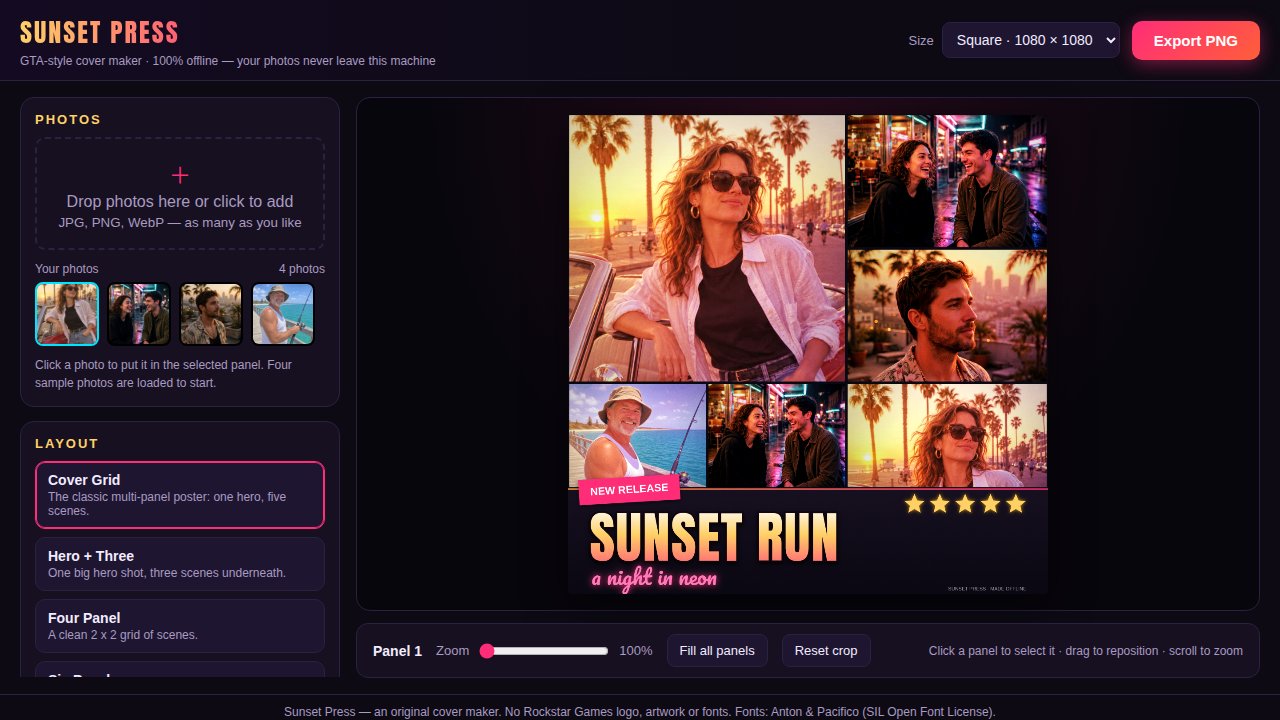 SUNSET PRESS
GTA-style cover maker · 100% offline — your photos never leave this machine
Size
Square · 1080 × 1080
Export PNG
PHOTOS
+
Drop photos here or click to add
JPG, PNG, WebP — as many as you like
Your photos
4 photos
Click a photo to put it in the selected panel. Four
sample photos are loaded to start.
LAYOUT
Cover Grid
The classic multi-panel poster: one hero, five
scenes.
Hero + Three
One big hero shot, three scenes underneath.
Four Panel
A clean 2 x 2 grid of scenes.
NEW RELEASE
SUNSET RUN
a night in neon
SUNSET PRESS · MADE OFFLINE
Panel 1
Zoom
100%
Fill all panels
Reset crop
Click a panel to select it · drag to reposition · scroll to zoom
Sunset Press — an original cover maker. No Rockstar Games logo, artwork or fonts. Fonts: Anton & Pacifico (SIL Open Font License).